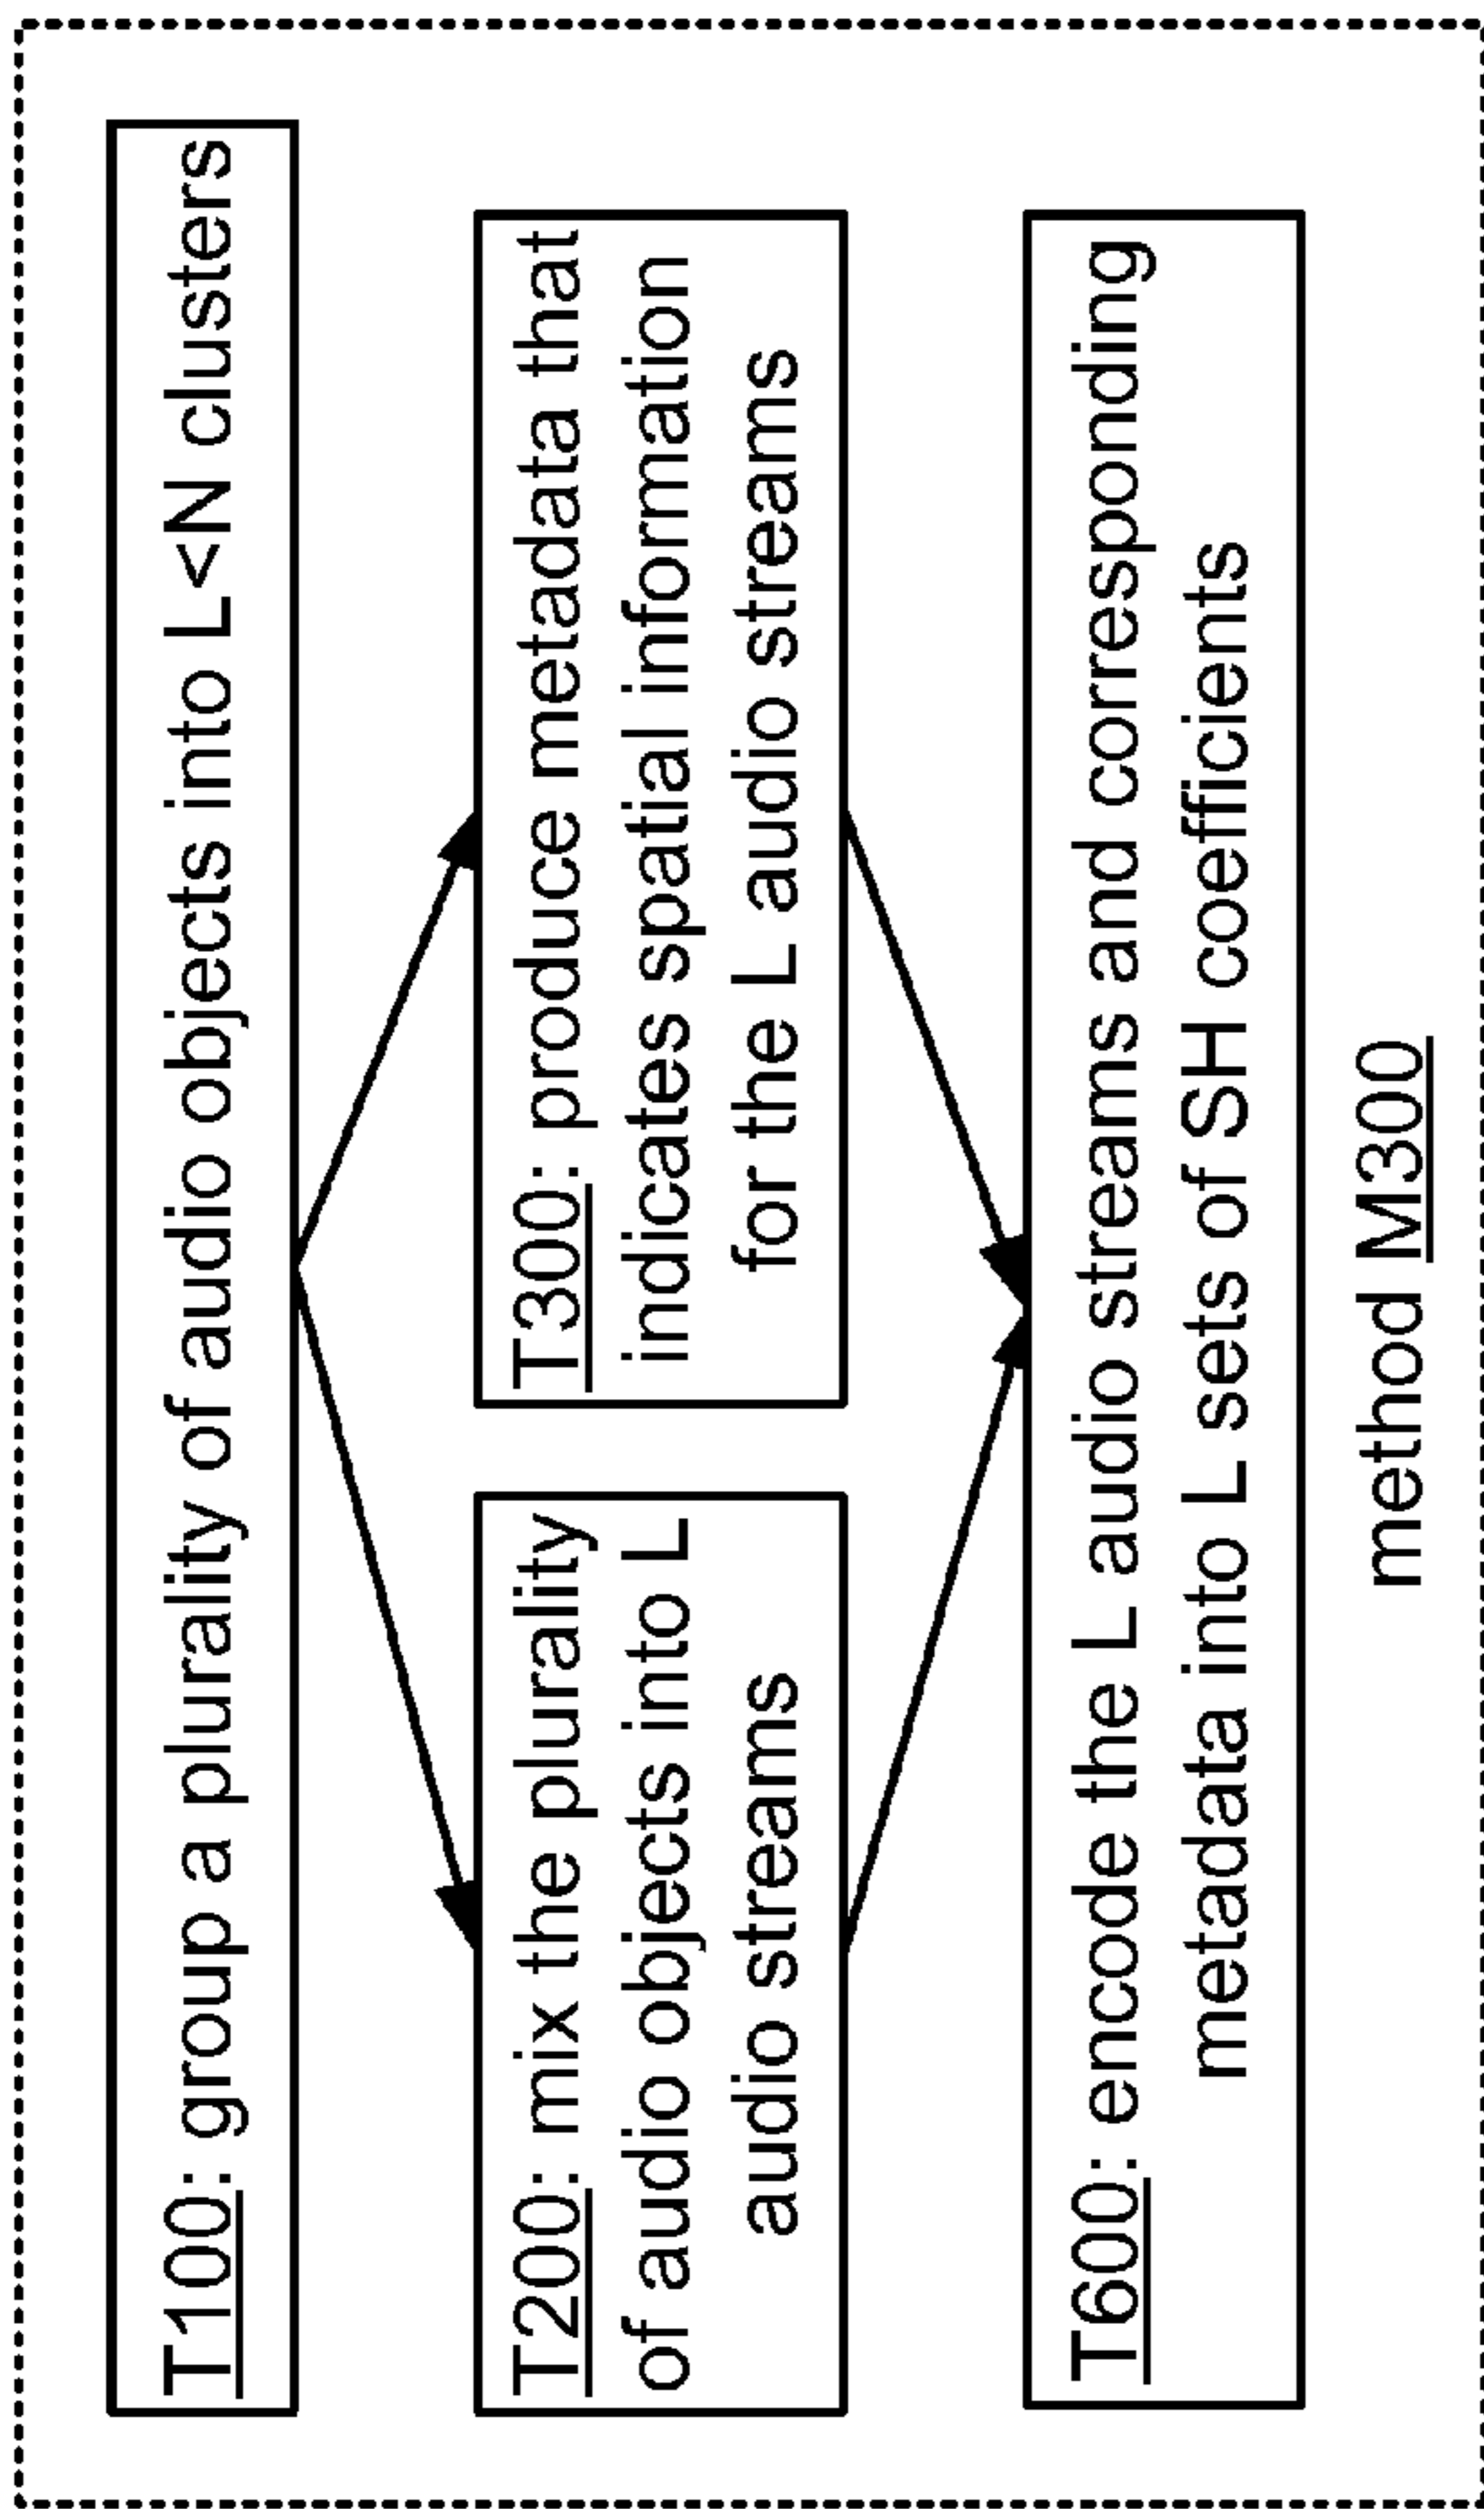 T100: group a plurality of audio objects into L<N clusters
T200: mix the plurality
of audio objects into L
audio streams
T300: produce metadata that
indicates spatial information
for the L audio streams
T600: encode the L audio streams and corresponding
metadata into L sets of SH coefficients
method M300